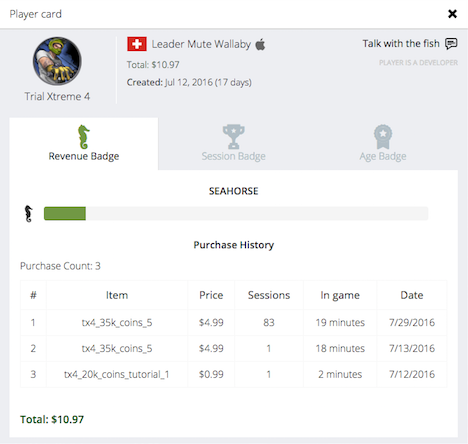 Player card
Leader Mute Wallaby
Talk with the fish
Total: $10.97
PLAYER IS A DEVELOPER
Created: Jul 12, 2016 (17 days)
Trial Xtreme 4
Revenue Badge
Session Badge
Age Badge
SEAHORSE
Purchase History
Purchase Count: 3
# Item Price Sessions In game Date
1 tx4_35k_coins_5 $4.99 83 19 minutes 7/29/2016
2 tx4_35k_coins_5 $4.99 1 18 minutes 7/13/2016
3 tx4_20k_coins_tutorial_1 $0.99 1 2 minutes 7/12/2016
Total: $10.97